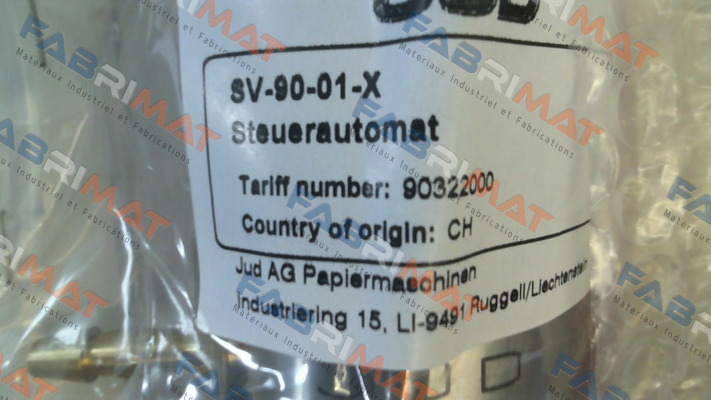 SV-90-01-X
Steuerautomat
Tariff number: 90322000
Country of origin: CH
Jud AG Papiermaschinen
Industriering 15, LI-9491 Ruggell/Liechtenstein
JUD
FABRIMAT
Materiaux Industriel et Fabrications